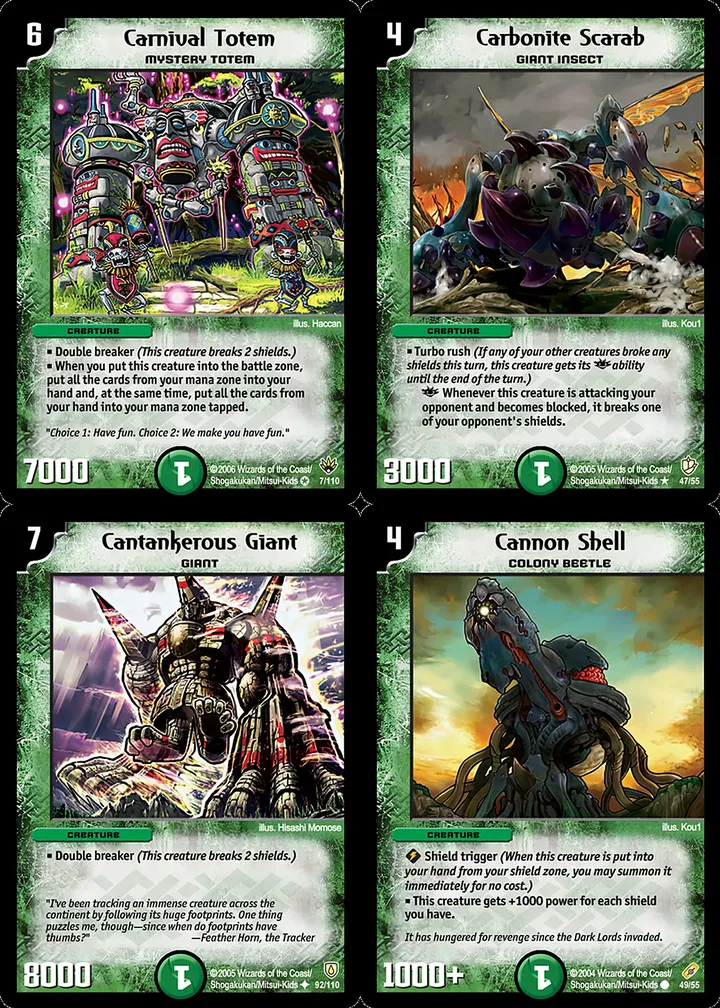 6
Carnival Totem
MYSTERY TOTEM
CREATURE
illus. Haccan
▪ Double breaker (This creature breaks 2 shields.)
▪ When you put this creature into the battle zone,
put all the cards from your mana zone into your
hand and, at the same time, put all the cards from
your hand into your mana zone tapped.
"Choice 1: Have fun. Choice 2: We make you have fun."
7000
1
©2006 Wizards of the Coast/
Shogakukan/Mitsui-Kids ✪ 7/110
4
Carbonite Scarab
GIANT INSECT
CREATURE
illus. Kou1
▪ Turbo rush (If any of your other creatures broke any
shields this turn, this creature gets its ability
until the end of the turn.)
Whenever this creature is attacking your
opponent and becomes blocked, it breaks one
of your opponent's shields.
3000
1
©2005 Wizards of the Coast/
Shogakukan/Mitsui-Kids ★ 47/55
7
Cantankerous Giant
GIANT
CREATURE
illus. Hisashi Momose
▪ Double breaker (This creature breaks 2 shields.)
"I've been tracking an immense creature across the
continent by following its huge footprints. One thing
puzzles me, though—since when do footprints have
thumbs?" —Feather Horn, the Tracker
8000
1
©2005 Wizards of the Coast/
Shogakukan/Mitsui-Kids ✦ 92/110
4
Cannon Shell
COLONY BEETLE
CREATURE
illus. Kou1
Shield trigger (When this creature is put into
your hand from your shield zone, you may summon it
immediately for no cost.)
▪ This creature gets +1000 power for each shield
you have.
It has hungered for revenge since the Dark Lords invaded.
1000+
1
©2004 Wizards of the Coast/
Shogakukan/Mitsui-Kids ● 49/55